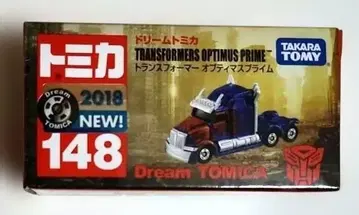 トミカ
Dream
TOMICA
2018
NEW!
148
ドリームトミカ
TRANSFORMERS OPTIMUS PRIME™
トランスフォーマー オプティマスプライム
TAKARA
TOMY
Dream TOMICA